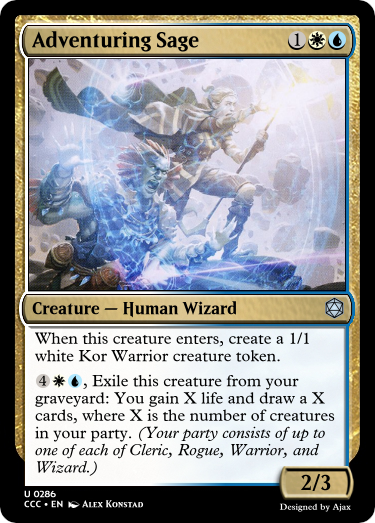 Adventuring Sage 1
Creature — Human Wizard
When this creature enters, create a 1/1
white Kor Warrior creature token.
4, Exile this creature from your
graveyard: You gain X life and draw a X
cards, where X is the number of creatures
in your party. (Your party consists of up to
one of each of Cleric, Rogue, Warrior, and
Wizard.)
2/3
U 0286
CCC • EN Alex Konstad
Designed by Ajax